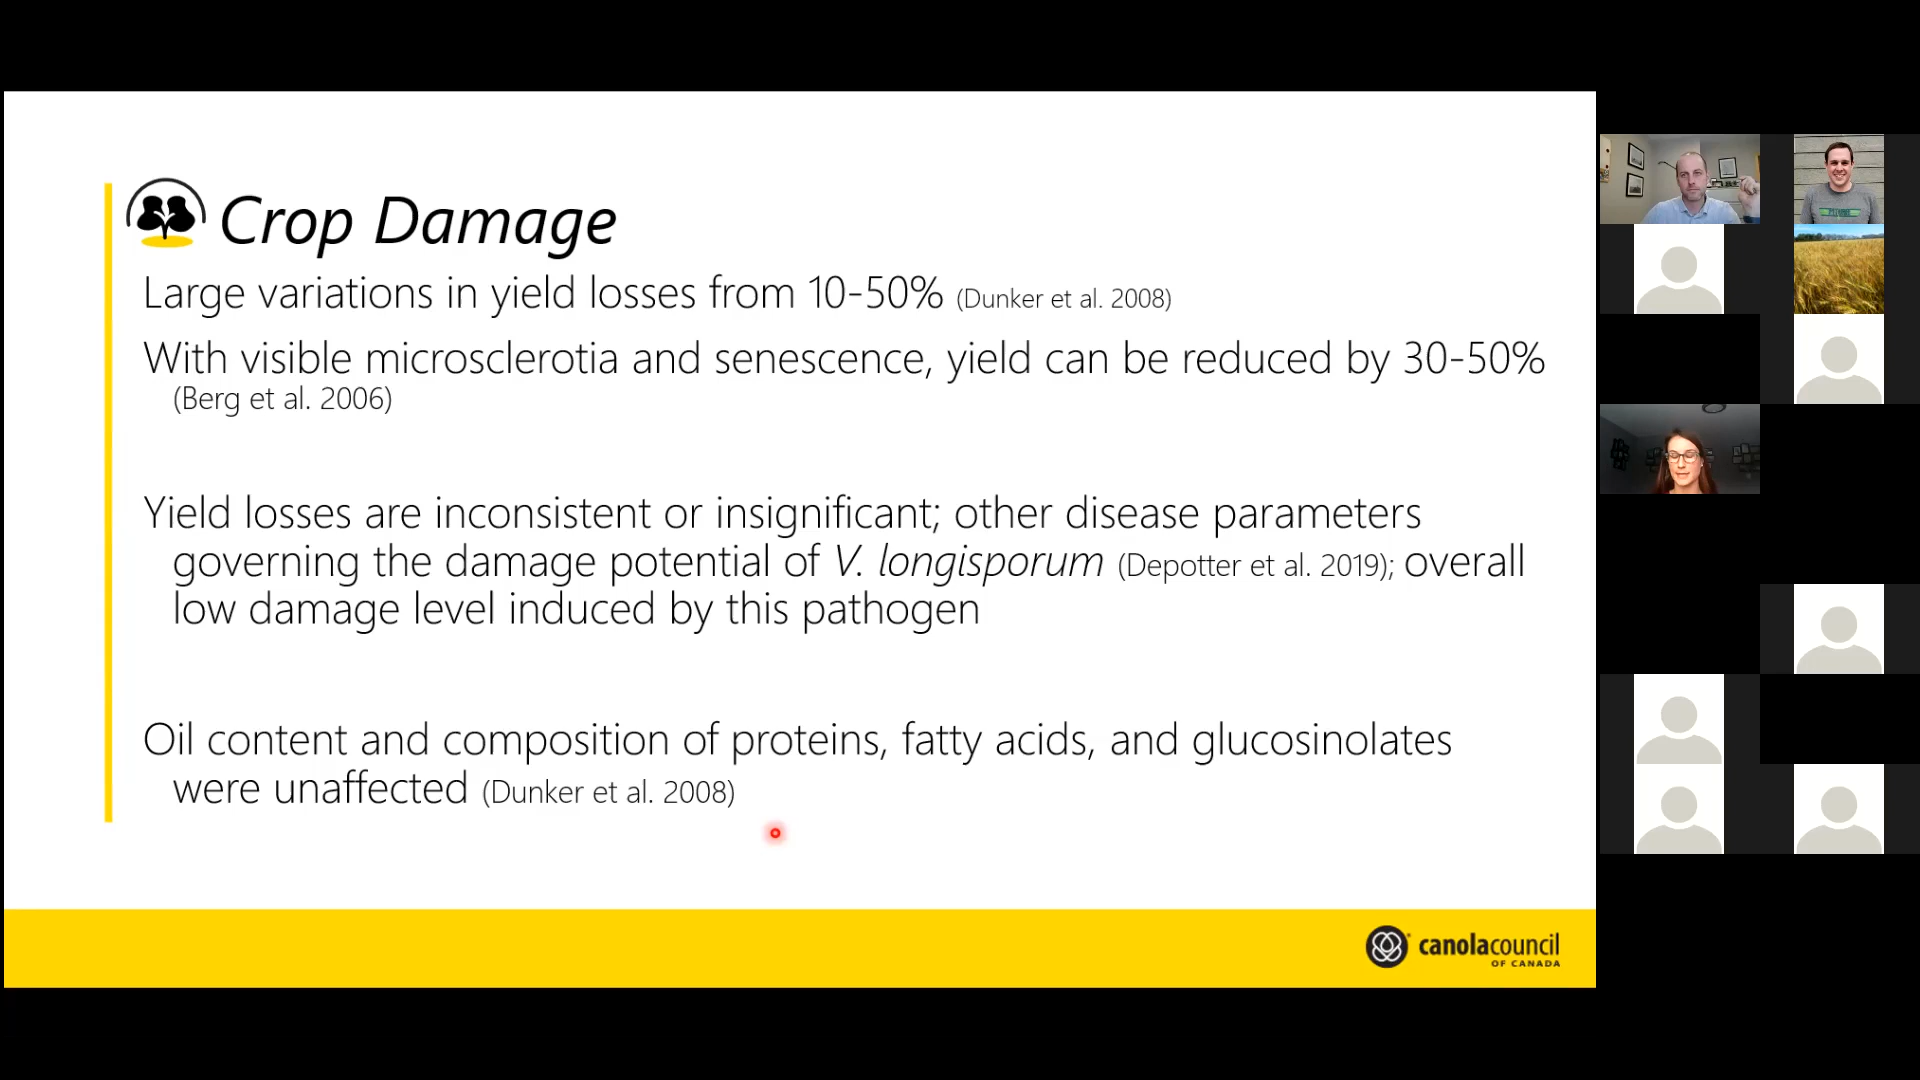 Crop Damage
Large variations in yield losses from 10-50% (Dunker et al. 2008)
With visible microsclerotia and senescence, yield can be reduced by 30-50%
(Berg et al. 2006)
Yield losses are inconsistent or insignificant; other disease parameters
governing the damage potential of V. longisporum (Depotter et al. 2019); overall
low damage level induced by this pathogen
Oil content and composition of proteins, fatty acids, and glucosinolates
were unaffected (Dunker et al. 2008)
canolacouncil
OF CANADA